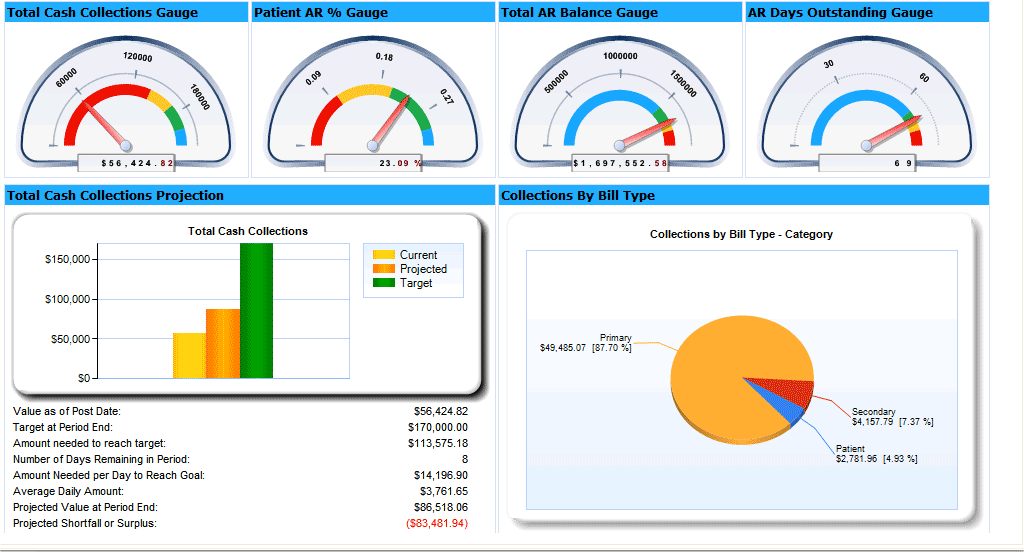 Total Cash Collections Gauge
Patient AR % Gauge
Total AR Balance Gauge
AR Days Outstanding Gauge
60000
120000
180000
$56,424.82
0.09
0.18
0.27
23.09 %
500000
1000000
1500000
$1,697,552.58
30
60
69
Total Cash Collections Projection
Total Cash Collections
$150,000
$100,000
$50,000
$0
Current
Projected
Target
Value as of Post Date: $56,424.82
Target at Period End: $170,000.00
Amount needed to reach target: $113,575.18
Number of Days Remaining in Period: 8
Amount Needed per Day to Reach Goal: $14,196.90
Average Daily Amount: $3,761.65
Projected Value at Period End: $86,518.06
Projected Shortfall or Surplus: ($83,481.94)
Collections By Bill Type
Collections by Bill Type - Category
Primary
$49,485.07 [87.70 %]
Secondary
$4,157.79 [7.37 %]
Patient
$2,781.96 [4.93 %]